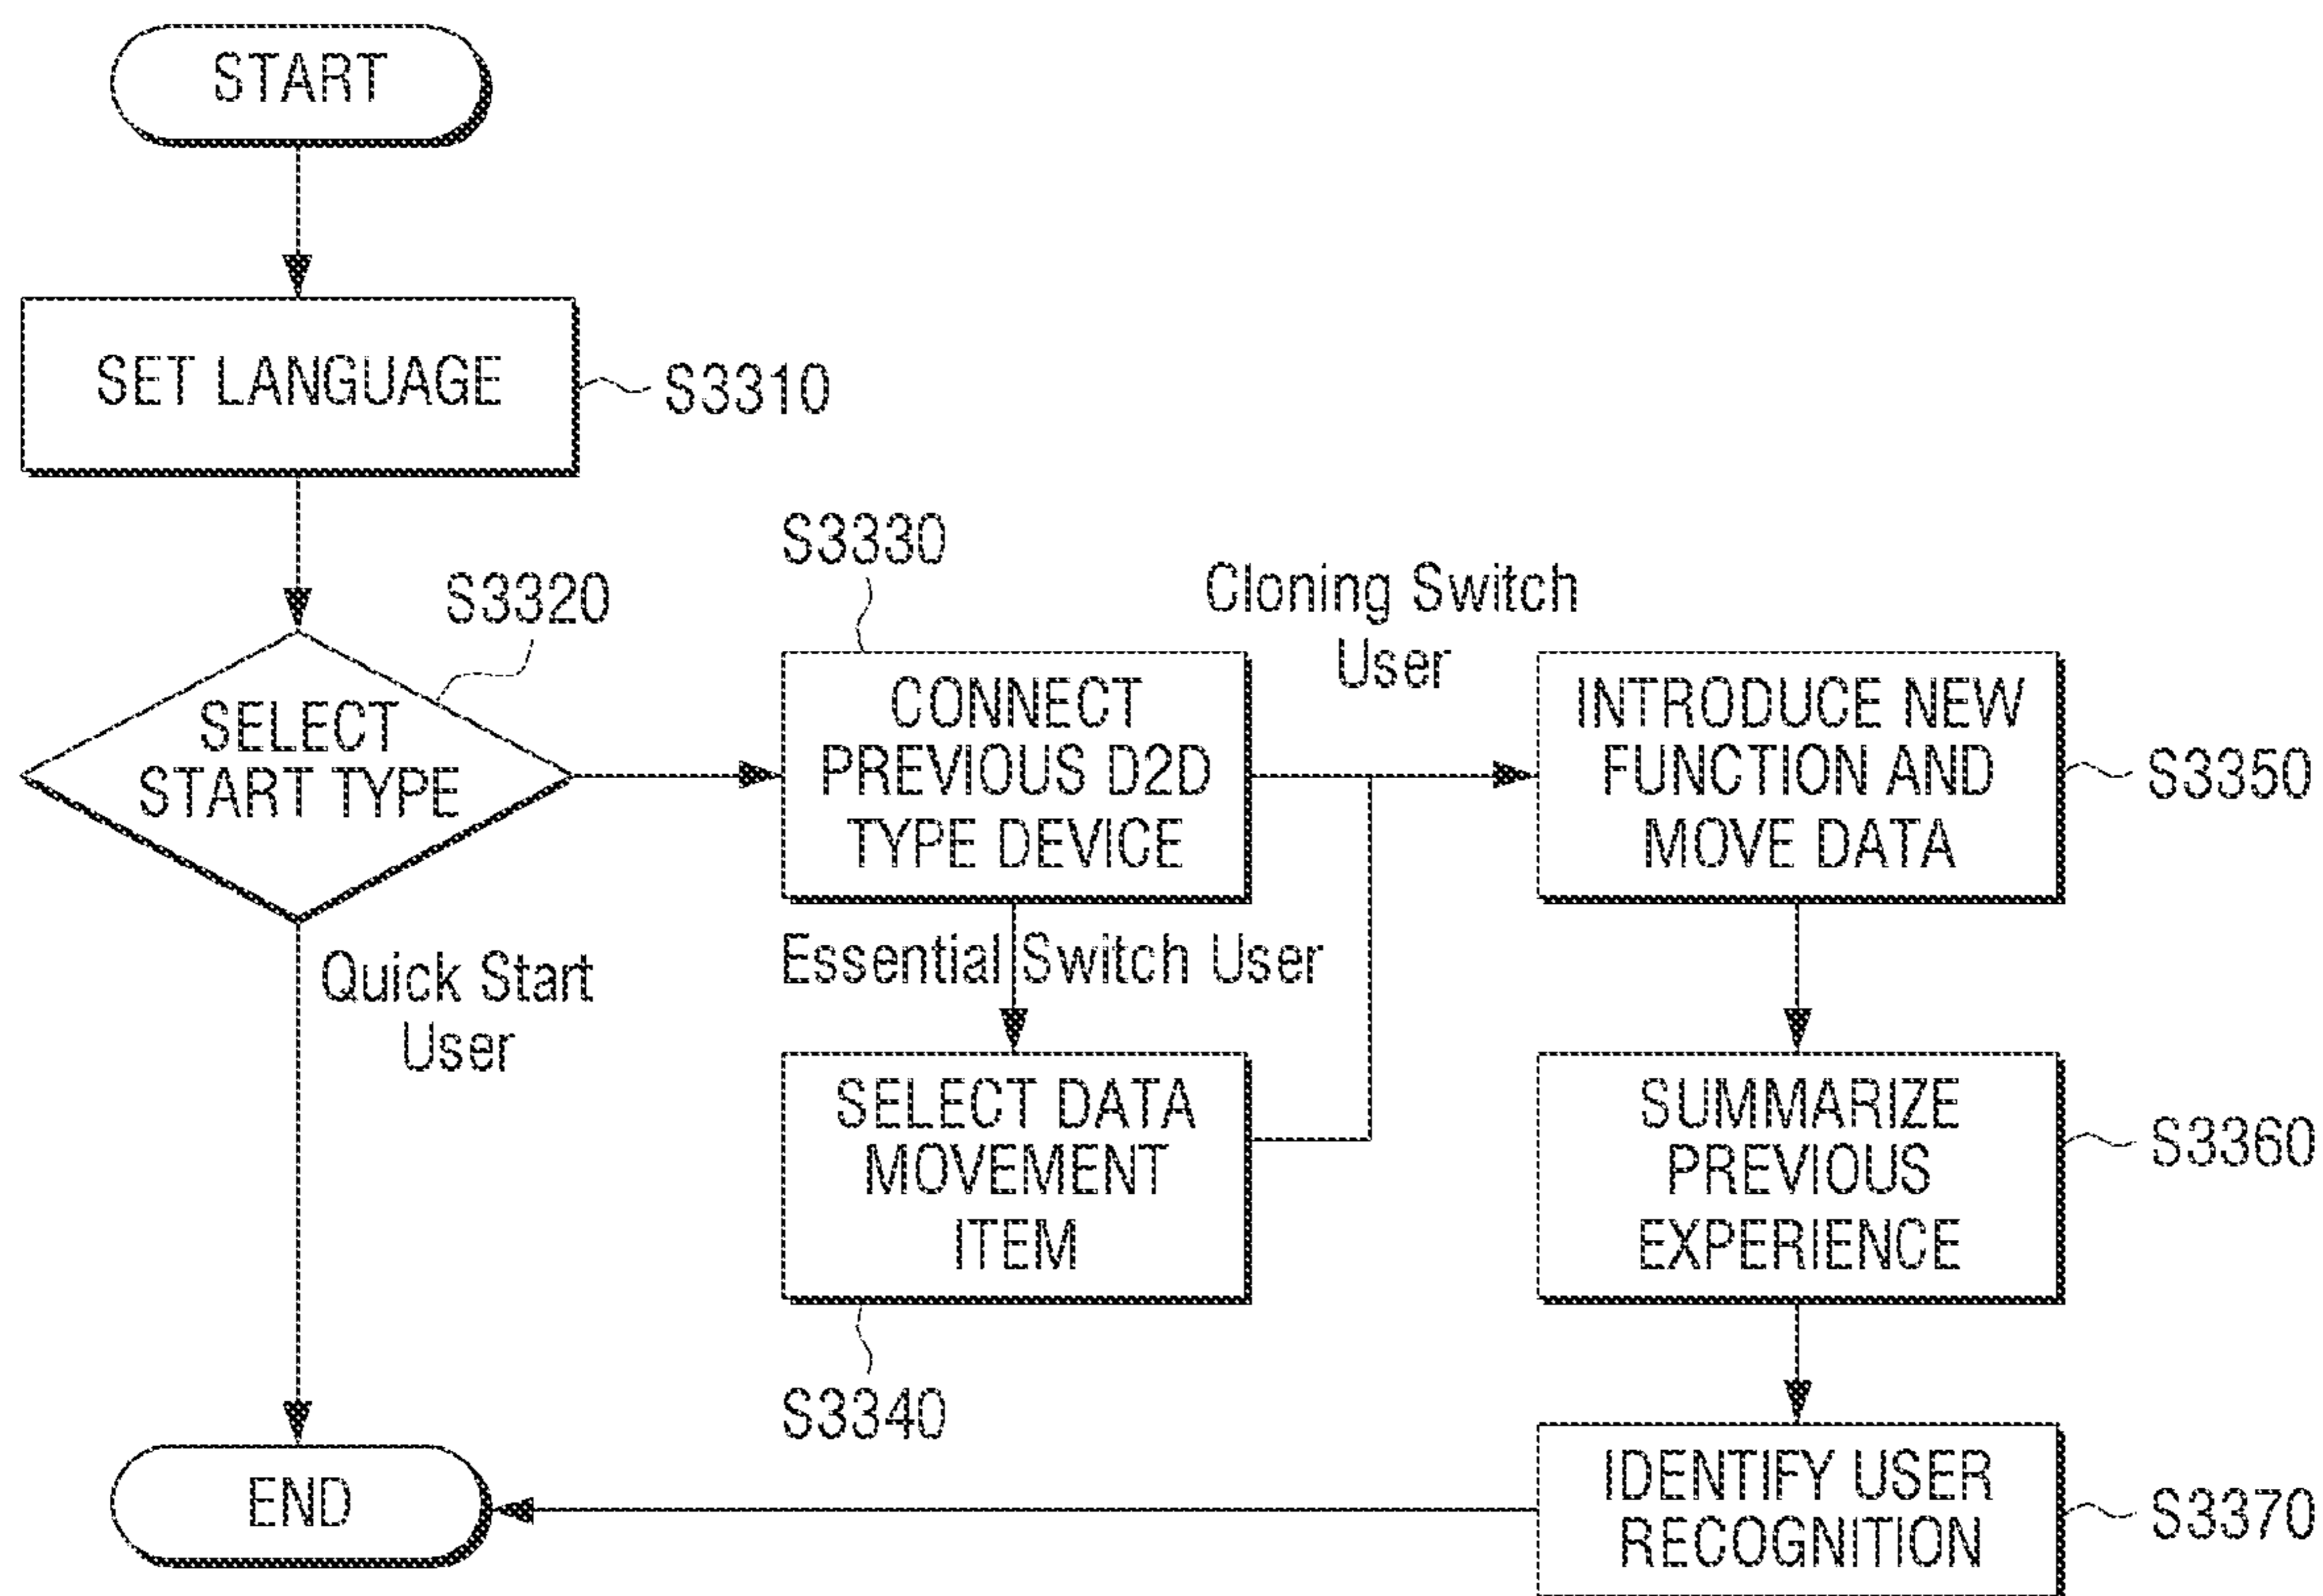 START
SET LANGUAGE
S3310
S3320
SELECT
START TYPE
Quick Start
User
S3330
CONNECT
PREVIOUS D2D
TYPE DEVICE
Cloning Switch
User
Essential Switch User
SELECT DATA
MOVEMENT
ITEM
S3340
INTRODUCE NEW
FUNCTION AND
MOVE DATA
S3350
SUMMARIZE
PREVIOUS
EXPERIENCE
S3360
IDENTIFY USER
RECOGNITION
S3370
END